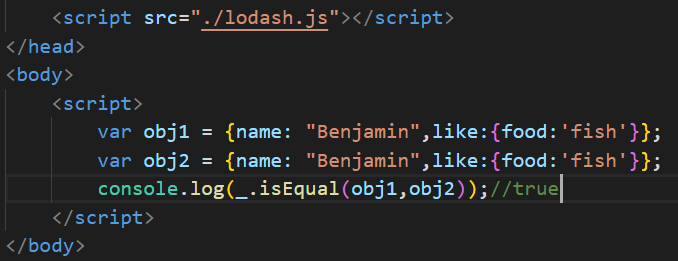 <script src="./lodash.js"></script>
</head>
<body>
<script>
var obj1 = {name: "Benjamin",like:{food:'fish'}};
var obj2 = {name: "Benjamin",like:{food:'fish'}};
console.log(_.isEqual(obj1,obj2));//true
</script>
</body>